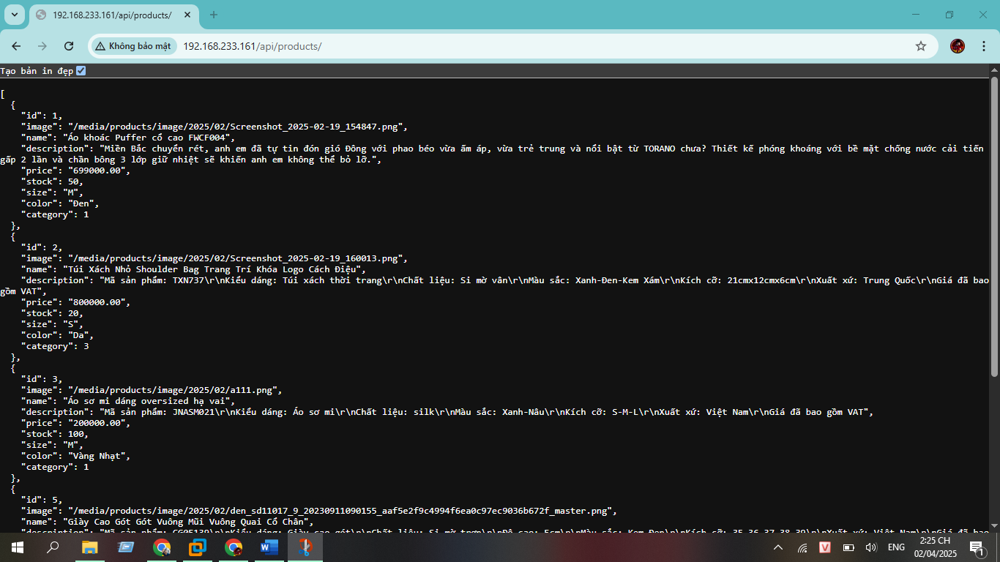 192.168.233.161/api/products/
Không bảo mật
192.168.233.161/api/products/
Tạo bản in đẹp
[
  {
    "id": 1,
    "image": "/media/products/image/2025/02/Screenshot_2025-02-19_154847.png",
    "name": "Áo khoác Puffer cổ cao FWCF004",
    "description": "Miền Bắc chuyển rét, anh em đã tự tin đón gió Đông với phao béo vừa ấm áp, vừa trẻ trung và nổi bật từ TORANO chưa? Thiết kế phóng khoáng với bề mặt chống nước cải tiến
gấp 2 lần và chần bông 3 lớp giữ nhiệt sẽ khiến anh em không thể bỏ lỡ.",
    "price": "699000.00",
    "stock": 50,
    "size": "M",
    "color": "Đen",
    "category": 1
  },
  {
    "id": 2,
    "image": "/media/products/image/2025/02/Screenshot_2025-02-19_160013.png",
    "name": "Túi Xách Nhỏ Shoulder Bag Trang Trí Khóa Logo Cách Điệu",
    "description": "Mã sản phẩm: TXN737\r\nKiểu dáng: Túi xách thời trang\r\nChất liệu: Si mờ vân\r\nMàu sắc: Xanh-Đen-Kem Xám\r\nKích cỡ: 21cmx12cmx6cm\r\nXuất xứ: Trung Quốc\r\nGiá đã bao
gồm VAT",
    "price": "800000.00",
    "stock": 20,
    "size": "S",
    "color": "Da",
    "category": 3
  },
  {
    "id": 3,
    "image": "/media/products/image/2025/02/a111.png",
    "name": "Áo sơ mi dáng oversized hạ vai",
    "description": "Mã sản phẩm: JNASM021\r\nKiểu dáng: Áo sơ mi\r\nChất liệu: silk\r\nMàu sắc: Xanh-Nâu\r\nKích cỡ: S-M-L\r\nXuất xứ: Việt Nam\r\nGiá đã bao gồm VAT",
    "price": "200000.00",
    "stock": 100,
    "size": "M",
    "color": "Vàng Nhạt",
    "category": 1
  },
  {
    "id": 5,
    "image": "/media/products/image/2025/02/den_sd11017_9_20230911090155_aaf5e2f9c4994f6ea0c97ec9036b672f_master.png",
    "name": "Giày Cao Gót Gót Vuông Mũi Vuông Quai Cổ Chân",
    "description": "Mã sản phẩm: CG05138\r\nKiểu dáng: Giày cao gót\r\nChất liệu: Si mờ trơn\r\nĐộ cao: 5cm\r\nMàu sắc: Kem-Đen\r\nKích cỡ: 35-36-37-38-39\r\nXuất xứ: Việt Nam\r\nGiá đã bao
ENG
2:25 CH
02/04/2025
1